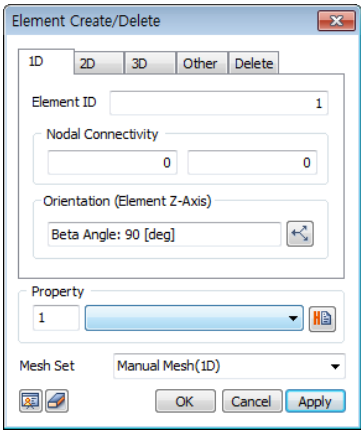 Element Create/Delete
1D 2D 3D Other Delete
Element ID 1
Nodal Connectivity
0 0
Orientation (Element Z-Axis)
Beta Angle: 90 [deg]
Property
1
Mesh Set Manual Mesh(1D)
OK Cancel Apply